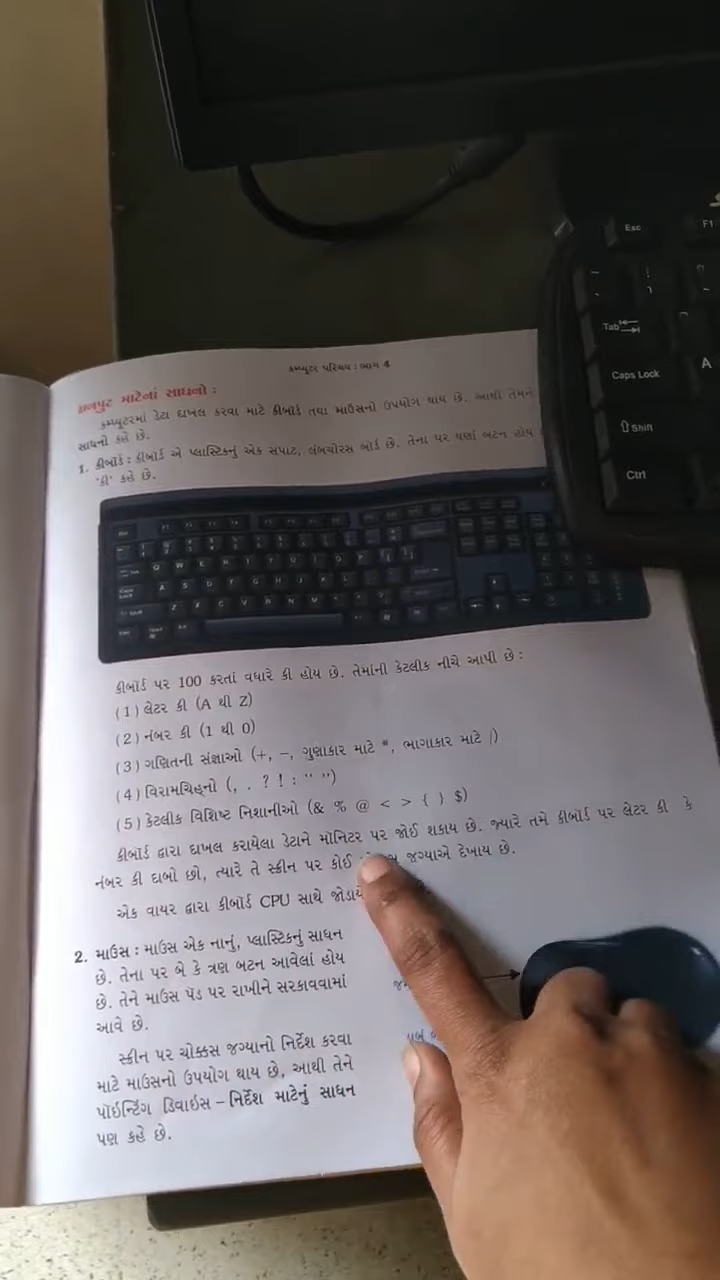 કમ્પ્યુટર પરિચય : ભાગ 4
ઇનપુટ માટેનાં સાધનો :
કમ્પ્યુટરમાં ડેટા દાખલ કરવા માટે કીબૉર્ડ તથા માઉસનો ઉપયોગ થાય છે. આથી તેમને
સાધનો કહે છે.
1. કીબૉર્ડ : કીબૉર્ડ એ પ્લાસ્ટિકનું એક સપાટ, લંબચોરસ બૉર્ડ છે. તેના પર ઘણાં બટન હોય
'કી' કહે છે.
Esc F1
Tab
Caps Lock A
Shift
Ctrl
Q W E R T Y U I O P
A S D F G H J K L
Z X C V B N M
કીબૉર્ડ પર 100 કરતાં વધારે કી હોય છે. તેમાંની કેટલીક નીચે આપી છે :
(1) લેટર કી (A થી Z)
(2) નંબર કી (1 થી 0)
(3) ગણિતની સંજ્ઞાઓ (+, –, ગુણાકાર માટે *, ભાગાકાર માટે /)
(4) વિરામચિહ્નો (, . ? ! : “ ”)
(5) કેટલીક વિશિષ્ટ નિશાનીઓ (& % @ < > { } $)
કીબૉર્ડ દ્વારા દાખલ કરાયેલા ડેટાને મૉનિટર પર જોઈ શકાય છે. જ્યારે તમે કીબૉર્ડ પર લેટર કી કે
નંબર કી દાબો છો, ત્યારે તે સ્ક્રીન પર કોઈ જગ્યાએ દેખાય છે.
એક વાયર દ્વારા કીબૉર્ડ CPU સાથે
2. માઉસ : માઉસ એક નાનું, પ્લાસ્ટિકનું સાધન
છે. તેના પર બે કે ત્રણ બટન આવેલાં હોય
છે. તેને માઉસ પૅડ પર રાખીને સરકાવવામાં
આવે છે.
સ્ક્રીન પર ચોક્કસ જગ્યાનો નિર્દેશ કરવા
માટે માઉસનો ઉપયોગ થાય છે, આથી તેને
પૉઇન્ટિંગ ડિવાઇસ – નિર્દેશ માટેનું સાધન
પણ કહે છે.